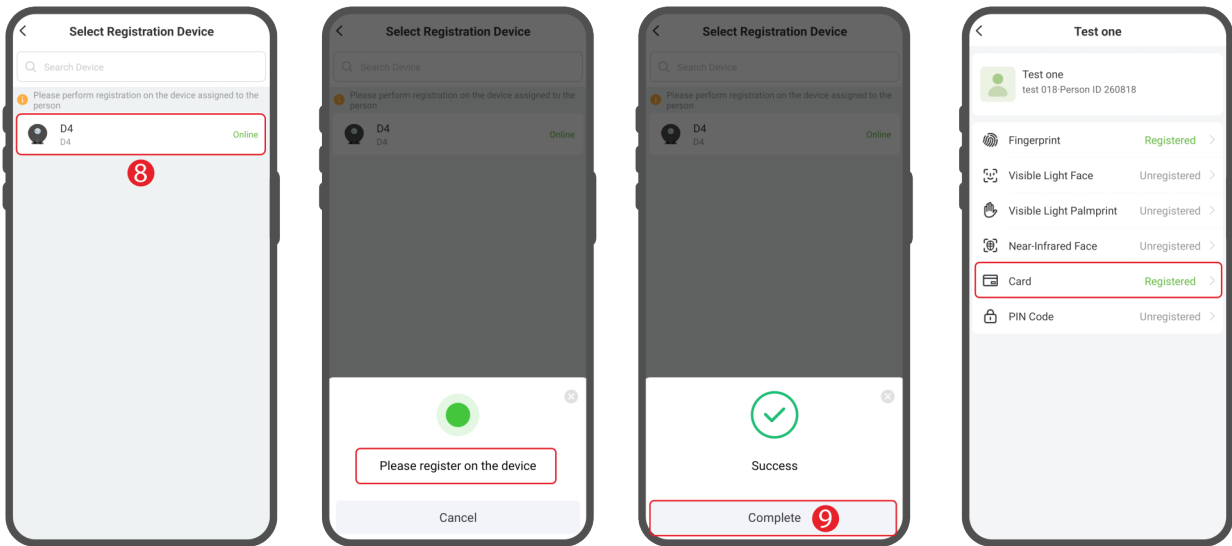 Select Registration Device
Search Device
Please perform registration on the device assigned to the
person
D4
D4
Online
8
Select Registration Device
Search Device
Please perform registration on the device assigned to the
person
D4
D4
Online
Please register on the device
Cancel
Select Registration Device
Search Device
Please perform registration on the device assigned to the
person
D4
D4
Online
Success
Complete
9
Test one
Test one
test 018·Person ID 260818
Fingerprint Registered
Visible Light Face Unregistered
Visible Light Palmprint Unregistered
Near-Infrared Face Unregistered
Card Registered
PIN Code Unregistered